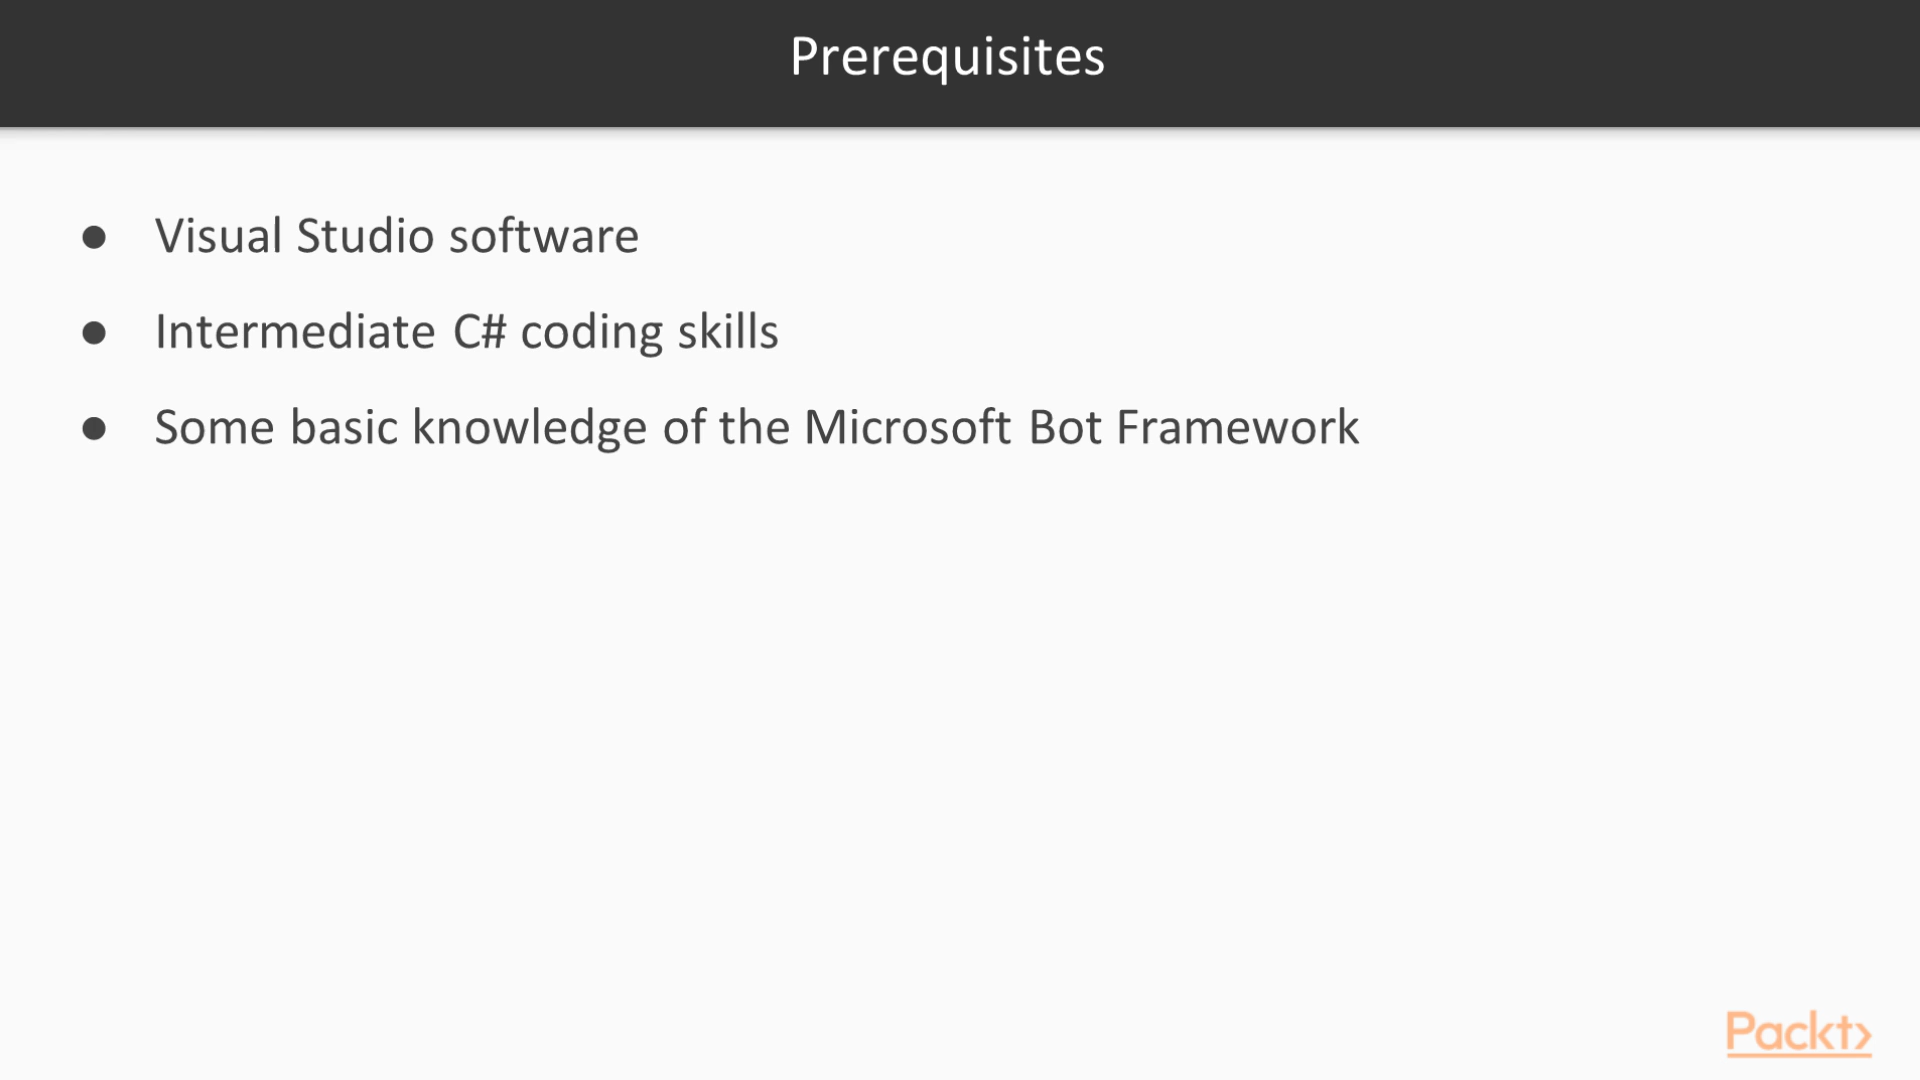 Prerequisites
● Visual Studio software
● Intermediate C# coding skills
● Some basic knowledge of the Microsoft Bot Framework
Packt>